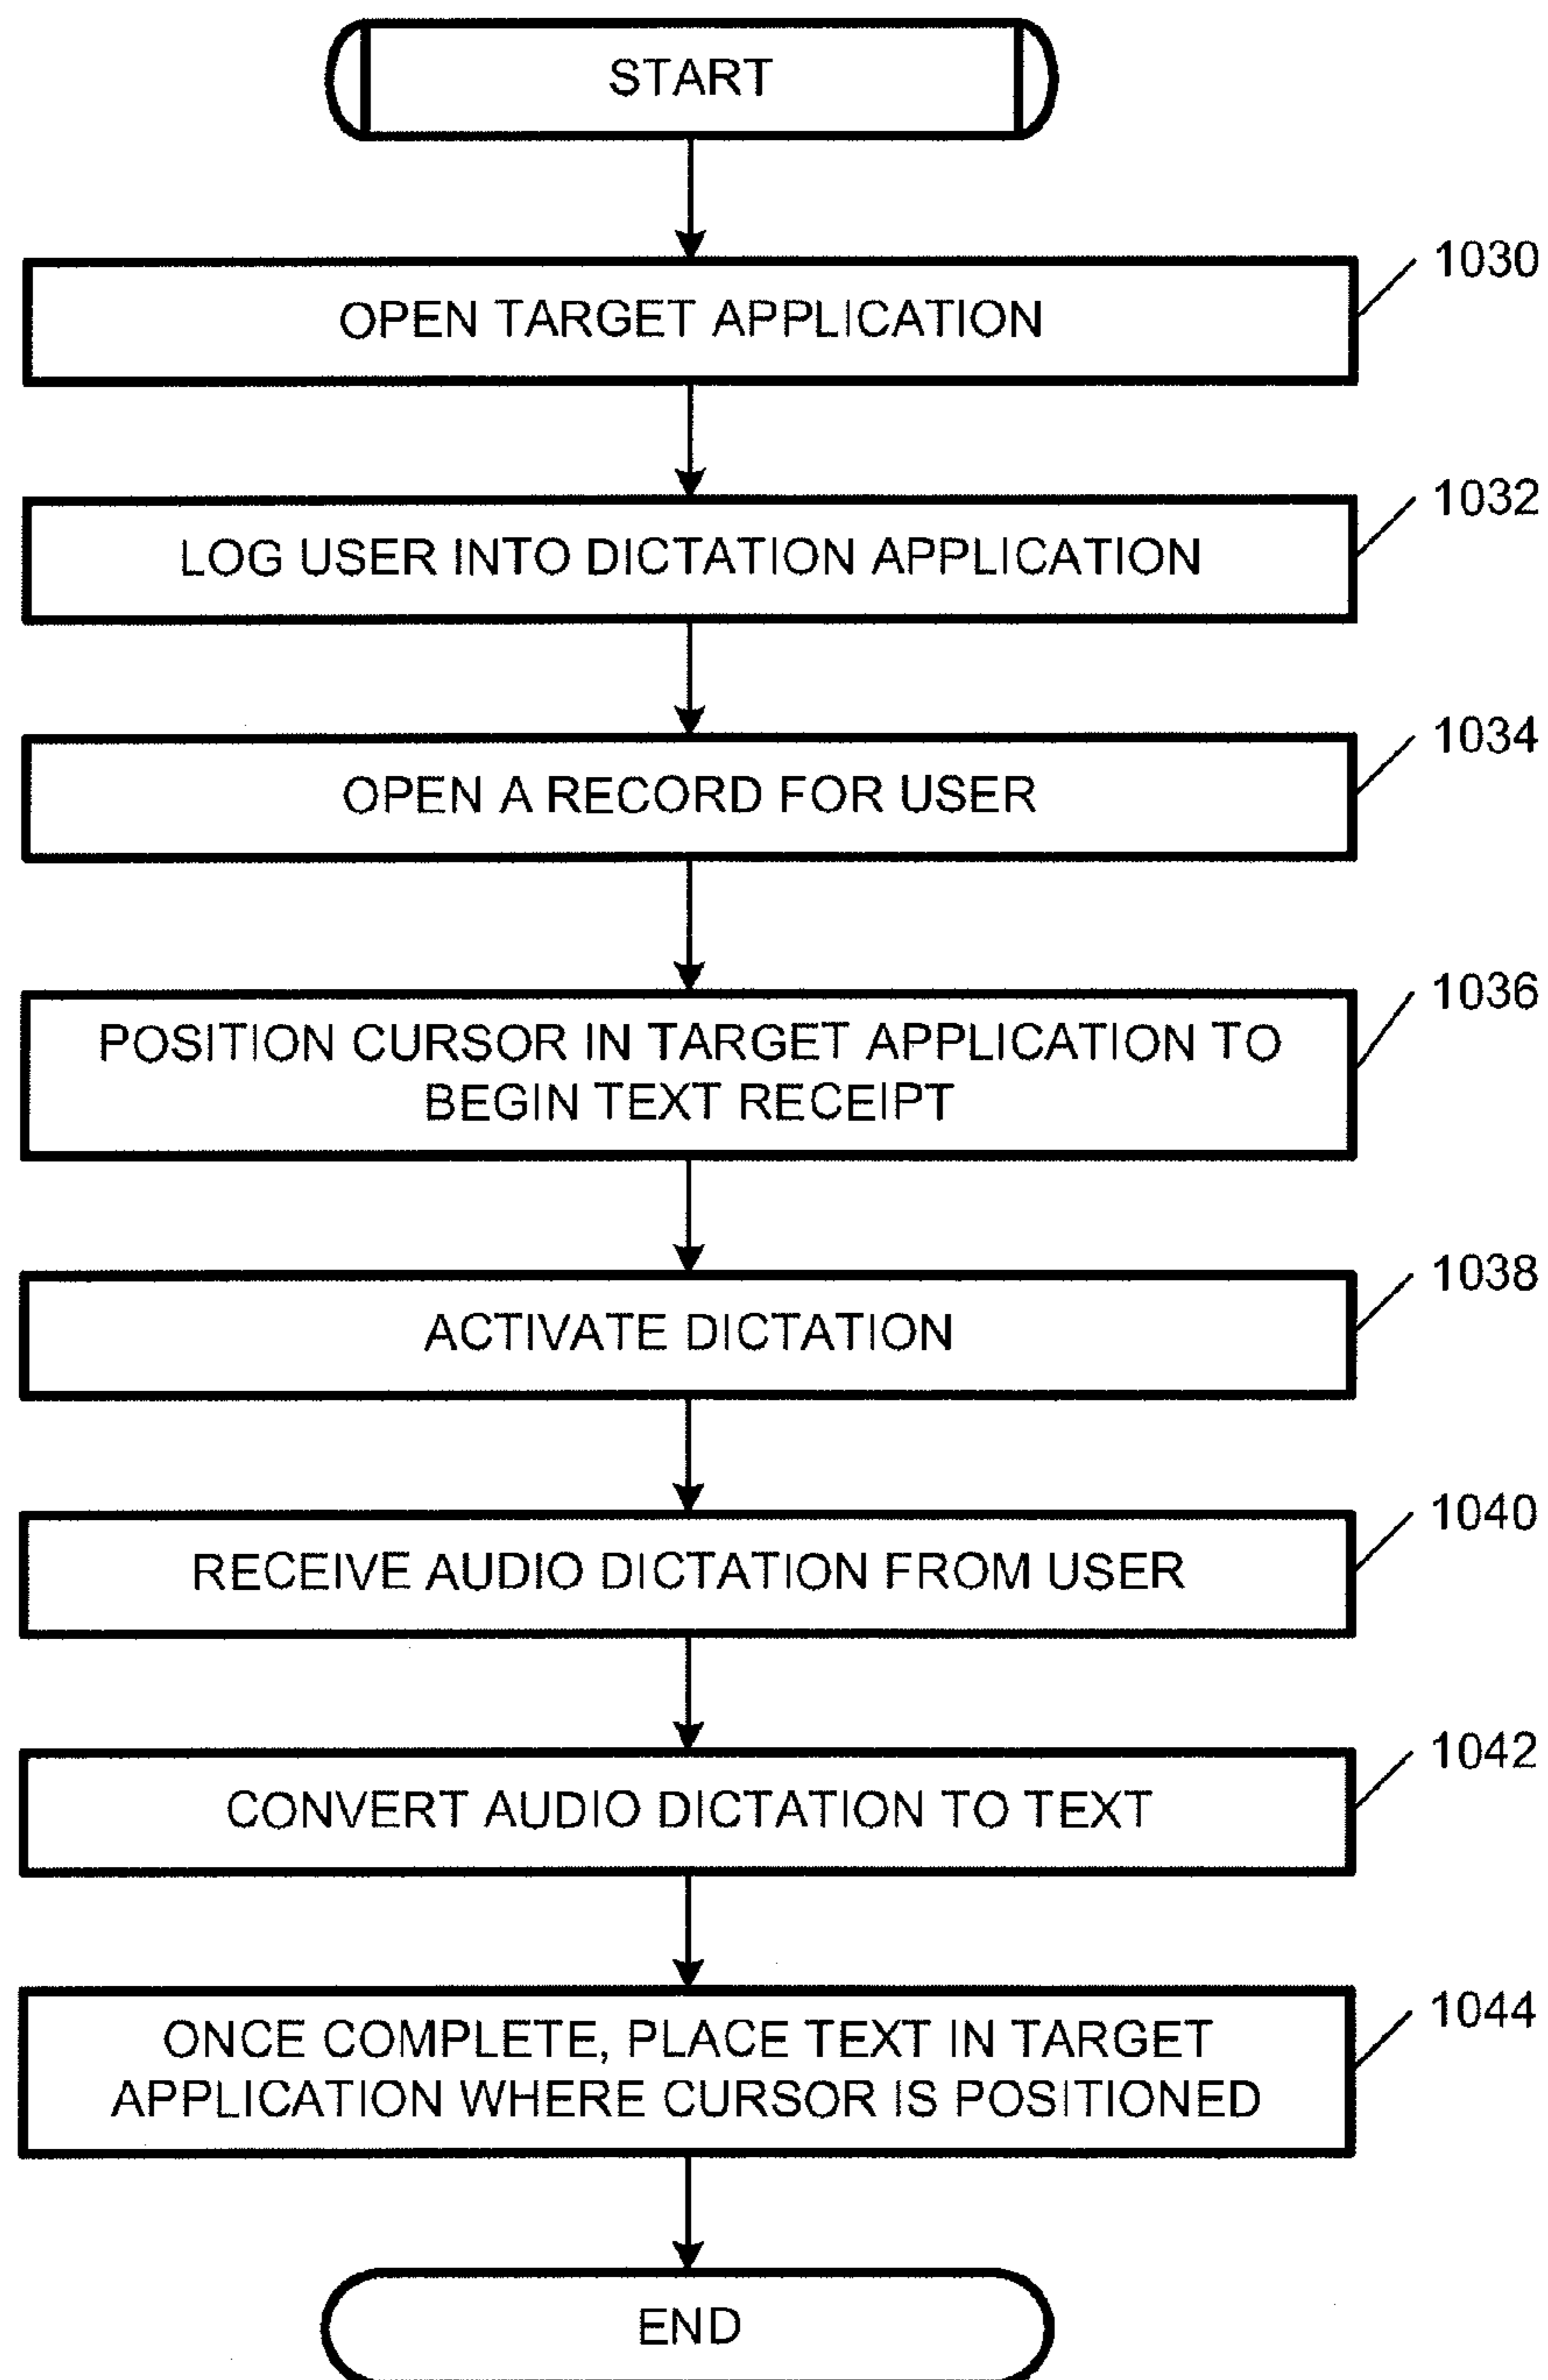 START
OPEN TARGET APPLICATION
1030
LOG USER INTO DICTATION APPLICATION
1032
OPEN A RECORD FOR USER
1034
POSITION CURSOR IN TARGET APPLICATION TO
BEGIN TEXT RECEIPT
1036
ACTIVATE DICTATION
1038
RECEIVE AUDIO DICTATION FROM USER
1040
CONVERT AUDIO DICTATION TO TEXT
1042
ONCE COMPLETE, PLACE TEXT IN TARGET
APPLICATION WHERE CURSOR IS POSITIONED
1044
END